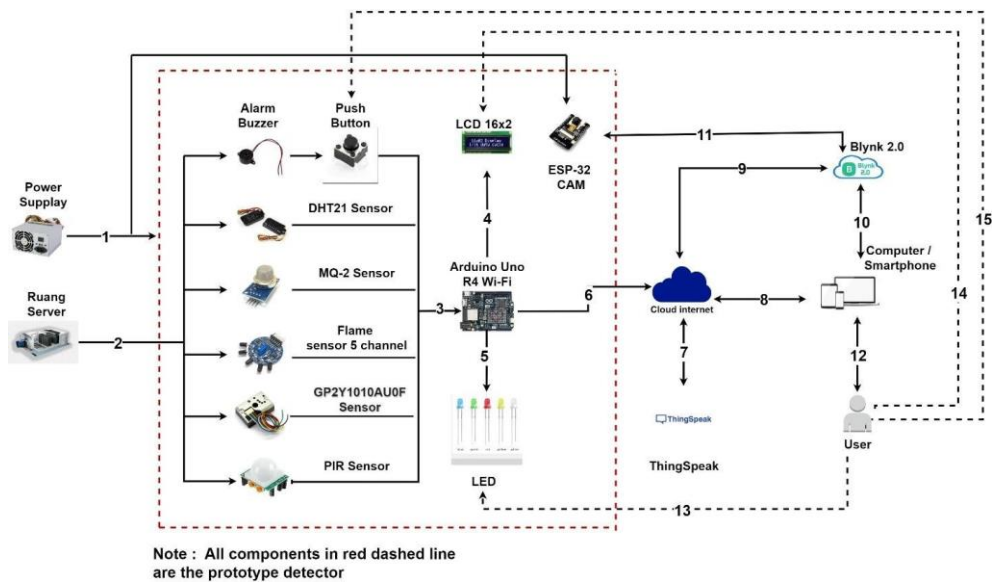 15
Alarm
Buzzer
Push
Button
LCD 16x2
ESP-32
CAM
11
Blynk 2.0
Blynk
2.0
9
10
Power
Supplay
1
DHT21 Sensor
4
Computer /
Smartphone
MQ-2 Sensor
Arduino Uno
R4 Wi-Fi
3
6
Cloud internet
8
14
Ruang
Server
2
Flame
sensor 5 channel
5
7
12
GP2Y1010AU0F
Sensor
ThingSpeak
User
PIR Sensor
LED
ThingSpeak
13
Note : All components in red dashed line
are the prototype detector